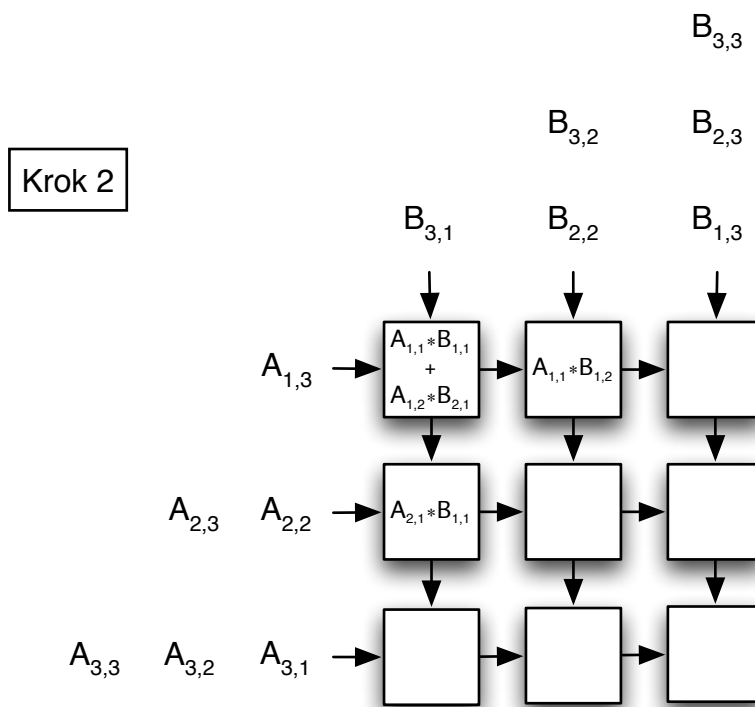 B3,3
B3,2 B2,3
Krok 2
B3,1 B2,2 B1,3
A1,1*B1,1
+
A1,2*B2,1
A1,1*B1,2
A1,3
A2,3 A2,2 A2,1*B1,1
A3,3 A3,2 A3,1